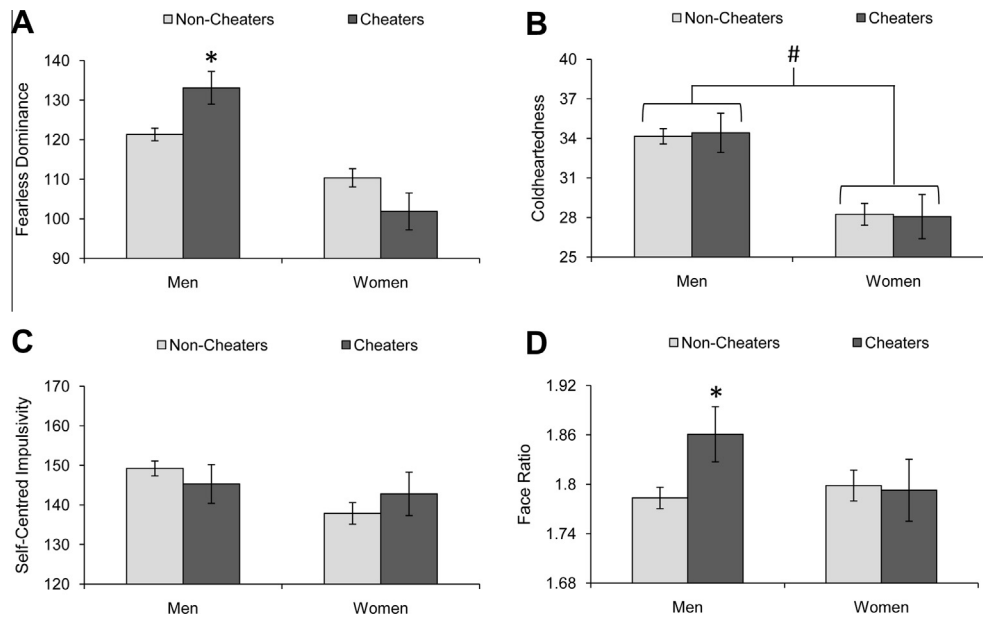 A
Non-Cheaters Cheaters
Fearless Dominance
140
130
120
110
100
90
*
Men Women
B
Non-Cheaters Cheaters
Coldheartedness
40
37
34
31
28
25
#
Men Women
C
Non-Cheaters Cheaters
Self-Centred Impulsivity
170
160
150
140
130
120
Men Women
D
Non-Cheaters Cheaters
Face Ratio
1.92
1.86
1.8
1.74
1.68
*
Men Women